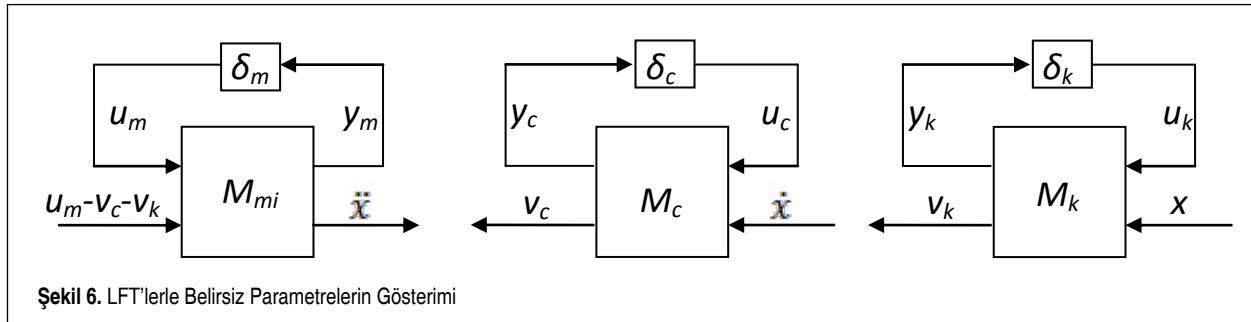 δm δc δk
um ym yc uc yk uk
Mmi Mc Mk
um-vc-vk ẍ vc ẋ vk x
Şekil 6. LFT’lerle Belirsiz Parametrelerin Gösterimi